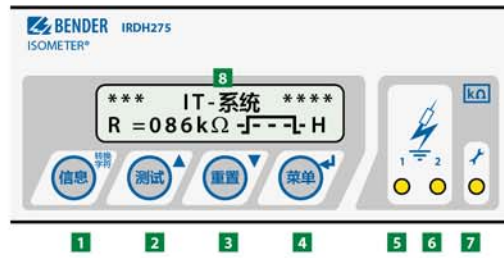 BENDER IRDH275
ISOMETER®
8
*** IT-系统 ****
R =086kΩ H
kΩ
信息 转换字符
测试
重置
菜单
1 2
1 2 3 4 5 6 7